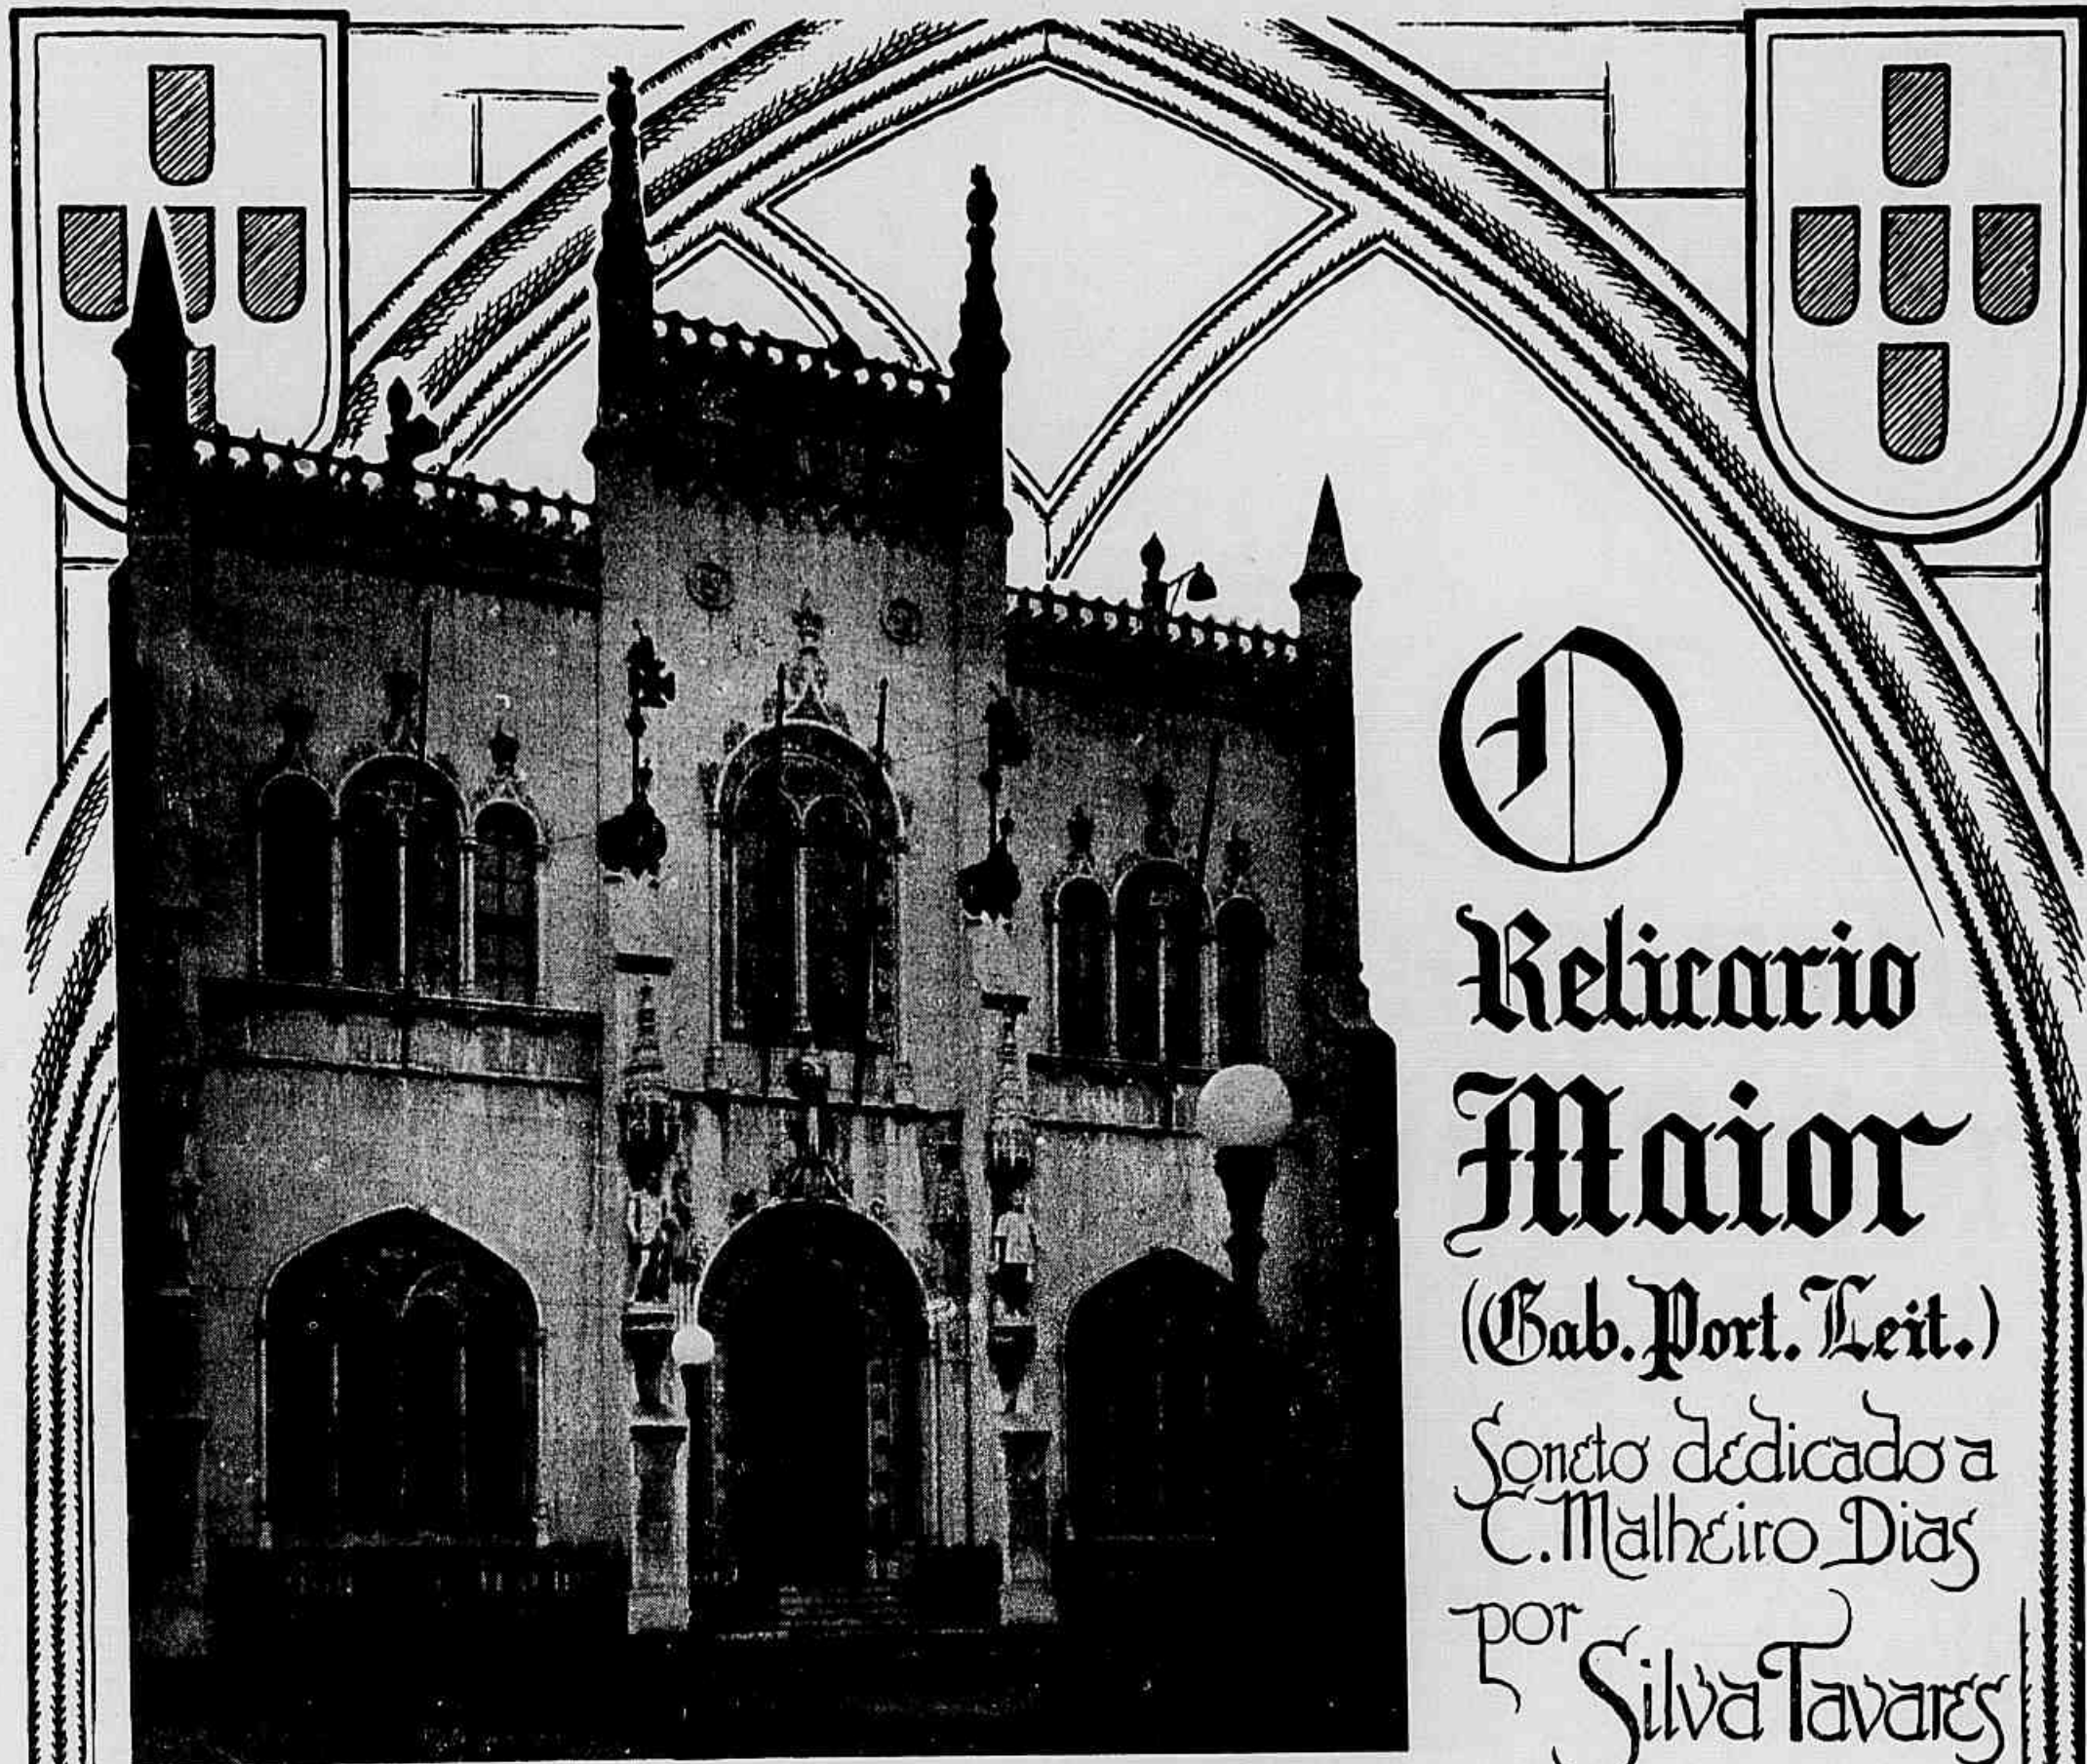 O
Relicario
Maior
(Gab. Port. Leit.)
Soneto dedicado a
C. Malheiro Dias
por
Silva Tavares